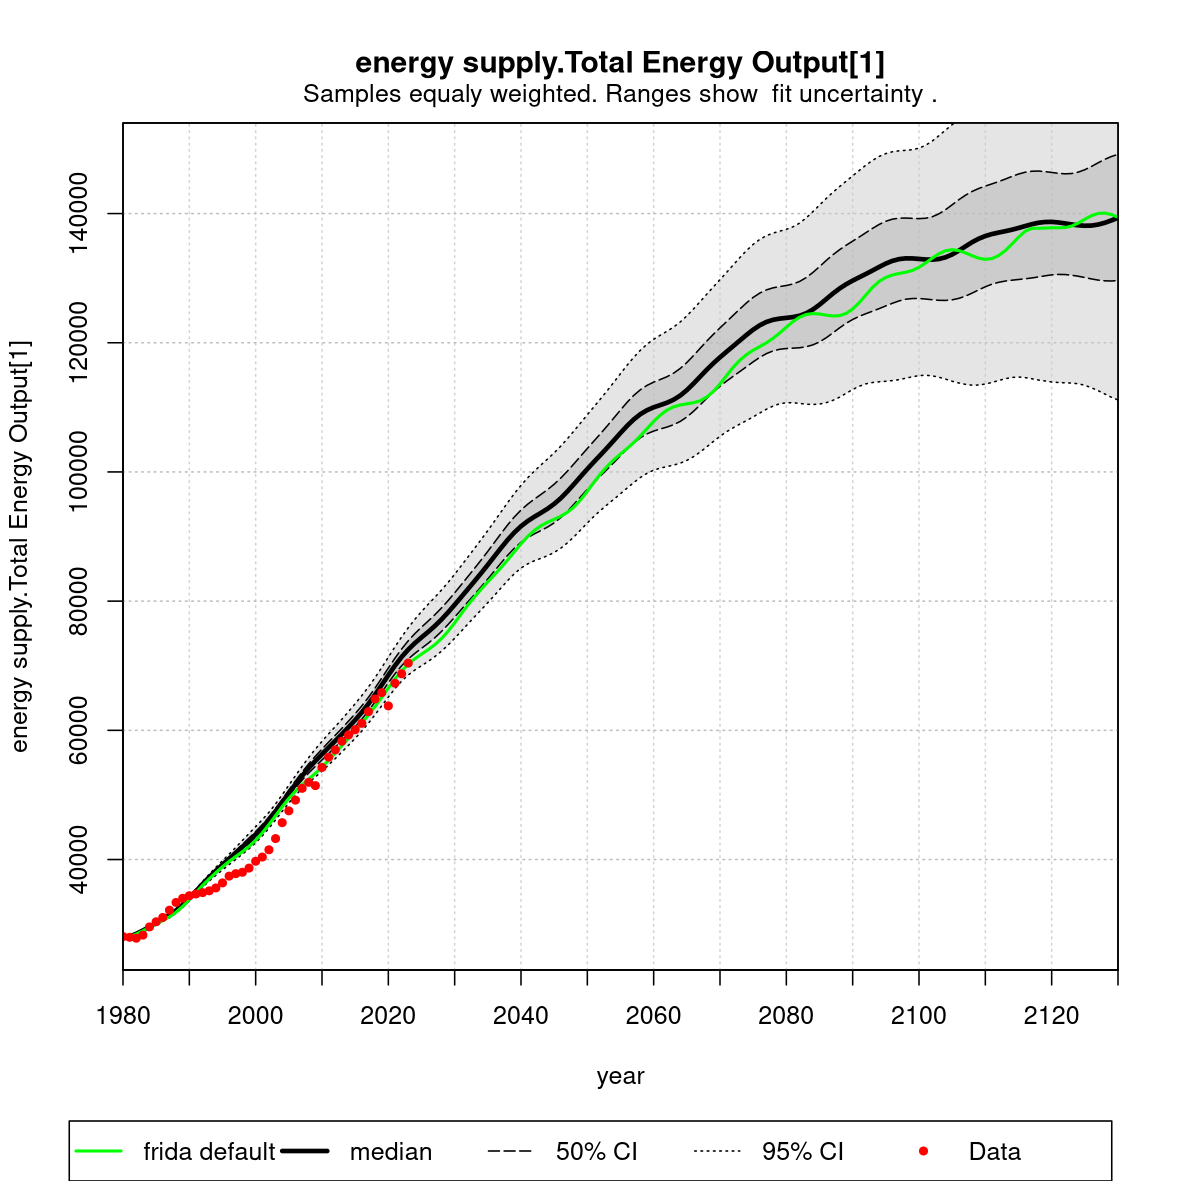 energy supply.Total Energy Output[1]
Samples equaly weighted. Ranges show  fit uncertainty .
energy supply.Total Energy Output[1]
140000
120000
100000
80000
60000
40000
1980 2000 2020 2040 2060 2080 2100 2120
year
frida default median 50% CI 95% CI Data